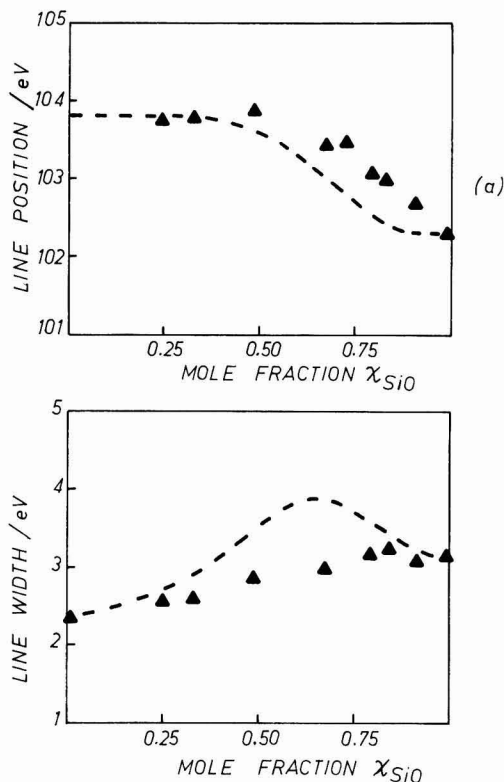 105
104
103
102
101
LINE POSITION / eV
(a)
0.25 0.50 0.75
MOLE FRACTION χSiO
5
4
3
2
1
LINE WIDTH / eV
0.25 0.50 0.75
MOLE FRACTION χSiO